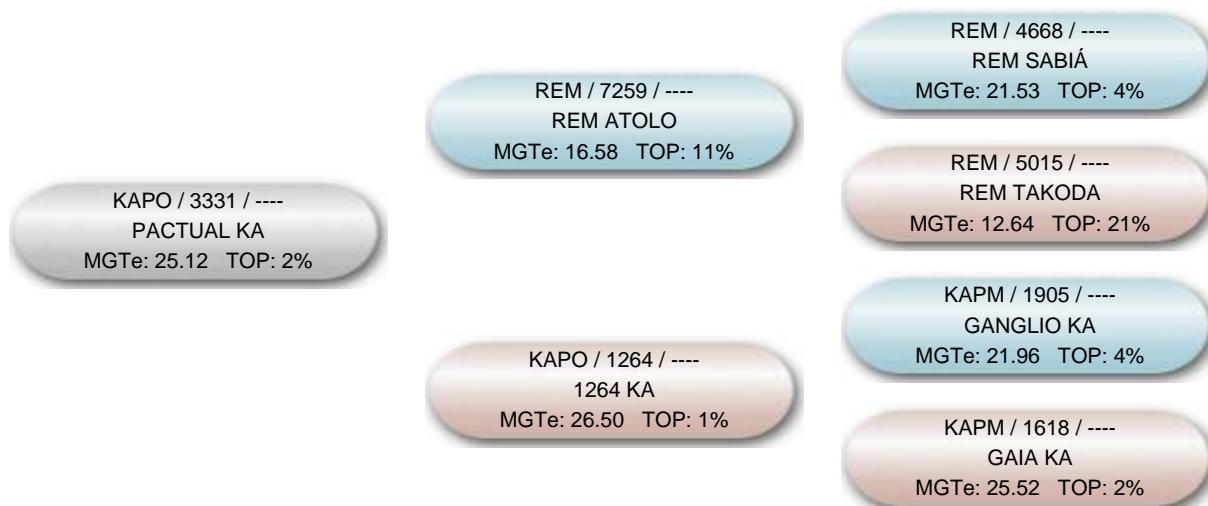 KAPO / 3331 / ----
PACTUAL KA
MGTe: 25.12 TOP: 2%
REM / 7259 / ----
REM ATOLO
MGTe: 16.58 TOP: 11%
KAPO / 1264 / ----
1264 KA
MGTe: 26.50 TOP: 1%
REM / 4668 / ----
REM SABIÁ
MGTe: 21.53 TOP: 4%
REM / 5015 / ----
REM TAKODA
MGTe: 12.64 TOP: 21%
KAPM / 1905 / ----
GANGLIO KA
MGTe: 21.96 TOP: 4%
KAPM / 1618 / ----
GAIA KA
MGTe: 25.52 TOP: 2%